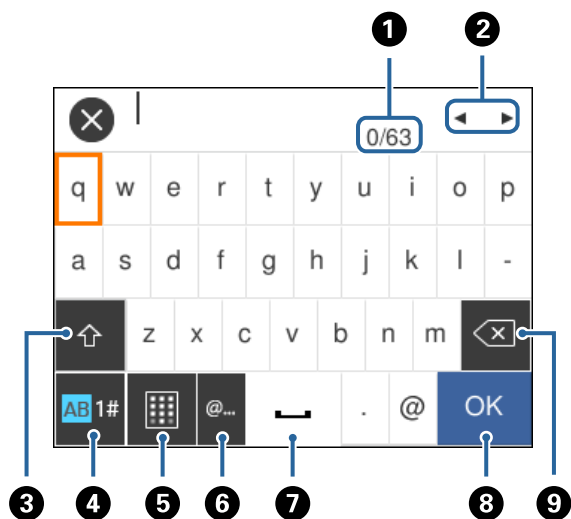 1 2
0/63
q w e r t y u i o p
a s d f g h j k l -
z x c v b n m
AB 1# @... . @ OK
3 4 5 6 7 8 9